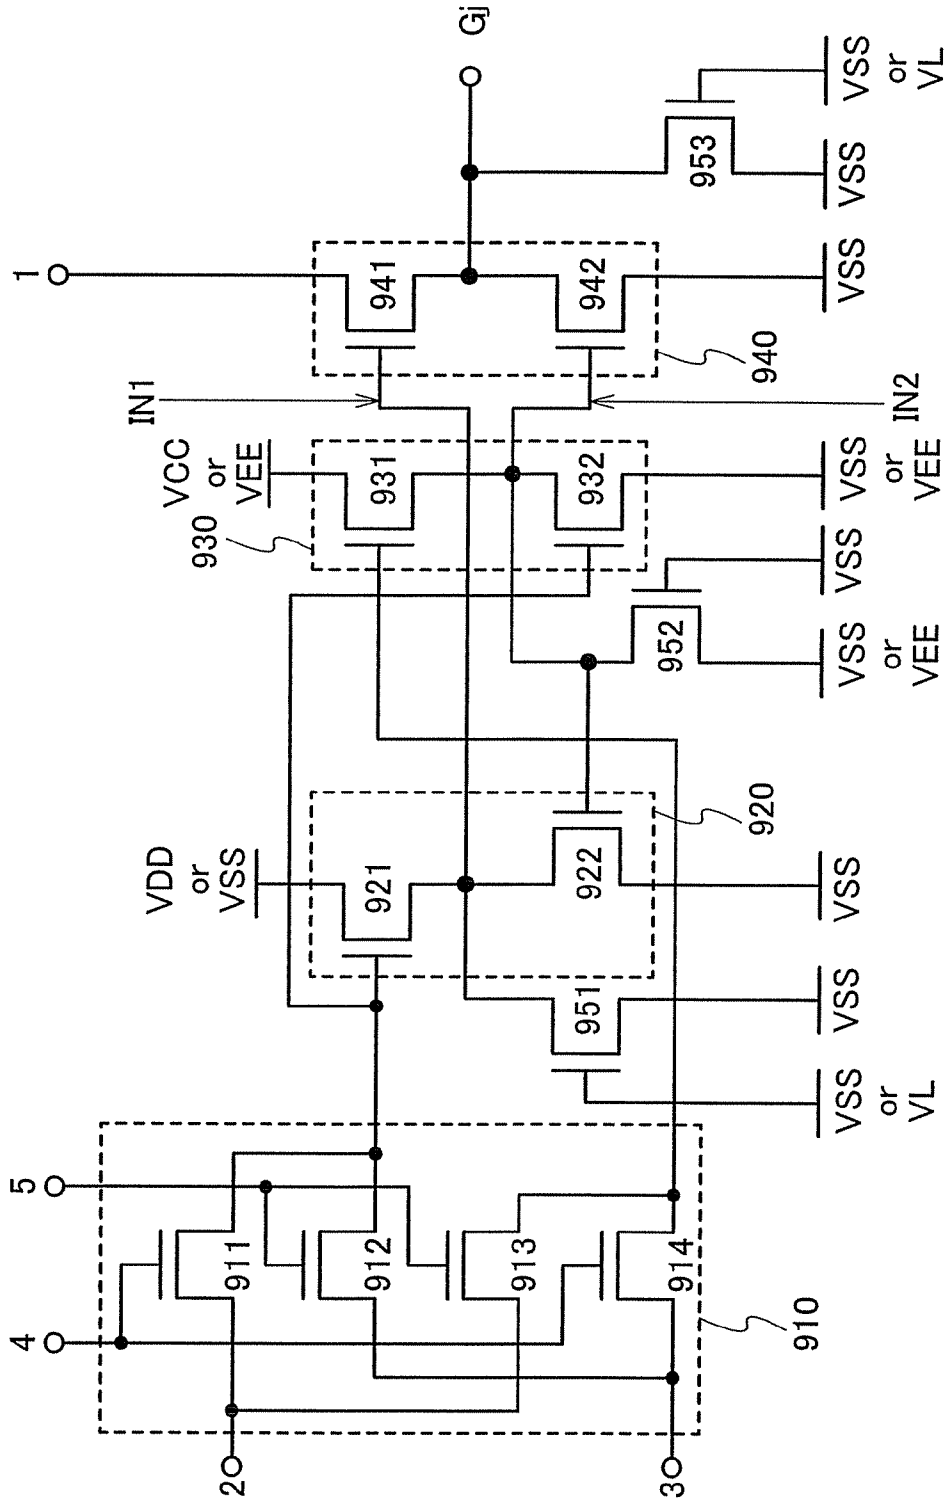 1
Gj
IN1
941
942
940
IN2
VSS
VSS
953
VSS
or
VL
VCC
or
VEE
930
931
932
VSS
or
VEE
952
VSS
VSS
or
VEE
VDD
or
VSS
921
922
920
VSS
951
VSS
VSS
or
VL
5
4
911
912
913
914
910
2
3